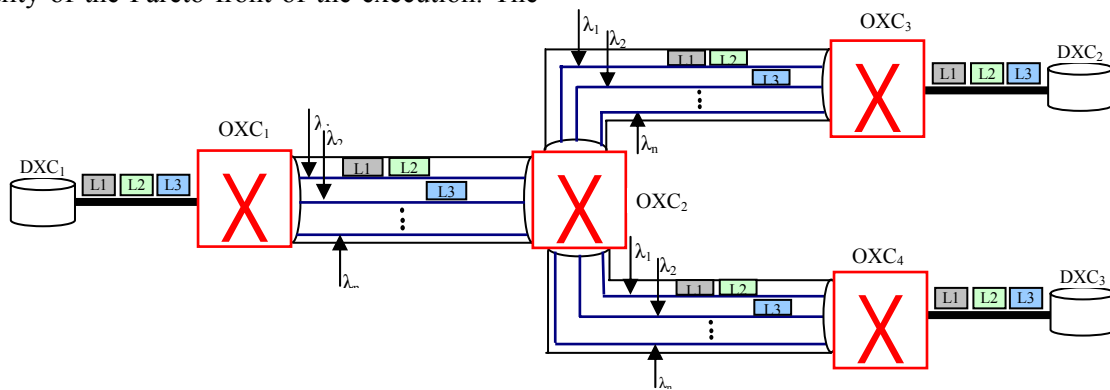 of the Pareto front of the execution. The
λ1
λ2
OXC3
DXC2
L1 L2
L3
L1 L2 L3
λn
OXC1
λ
λ2
DXC1
L1 L2 L3
L1 L2
L3
OXC2
λn
λ1
λ2
OXC4
DXC3
L1 L2
L3
L1 L2 L3
λn